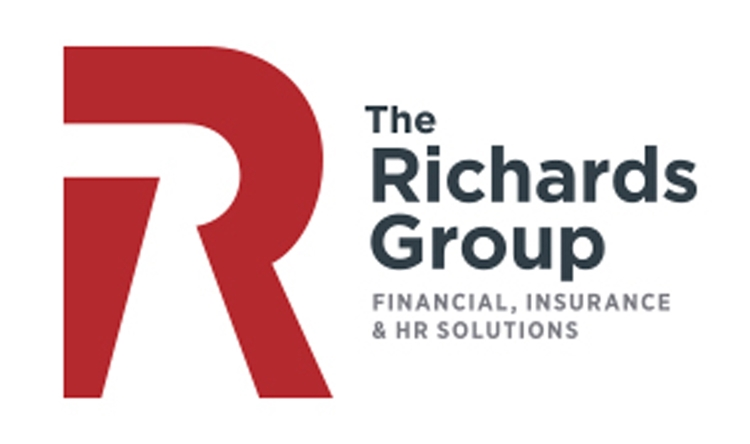 The
Richards
Group
FINANCIAL, INSURANCE
& HR SOLUTIONS